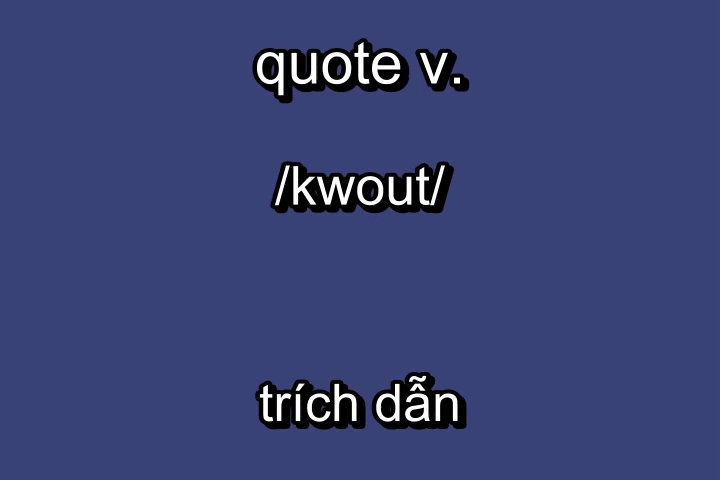 quote v.
/kwout/
trích dẫn